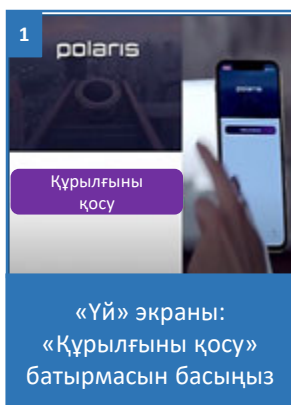 1
polaris
Құрылғыны
қосу
«Үй» экраны:
«Құрылғыны қосу»
батырмасын басыңыз